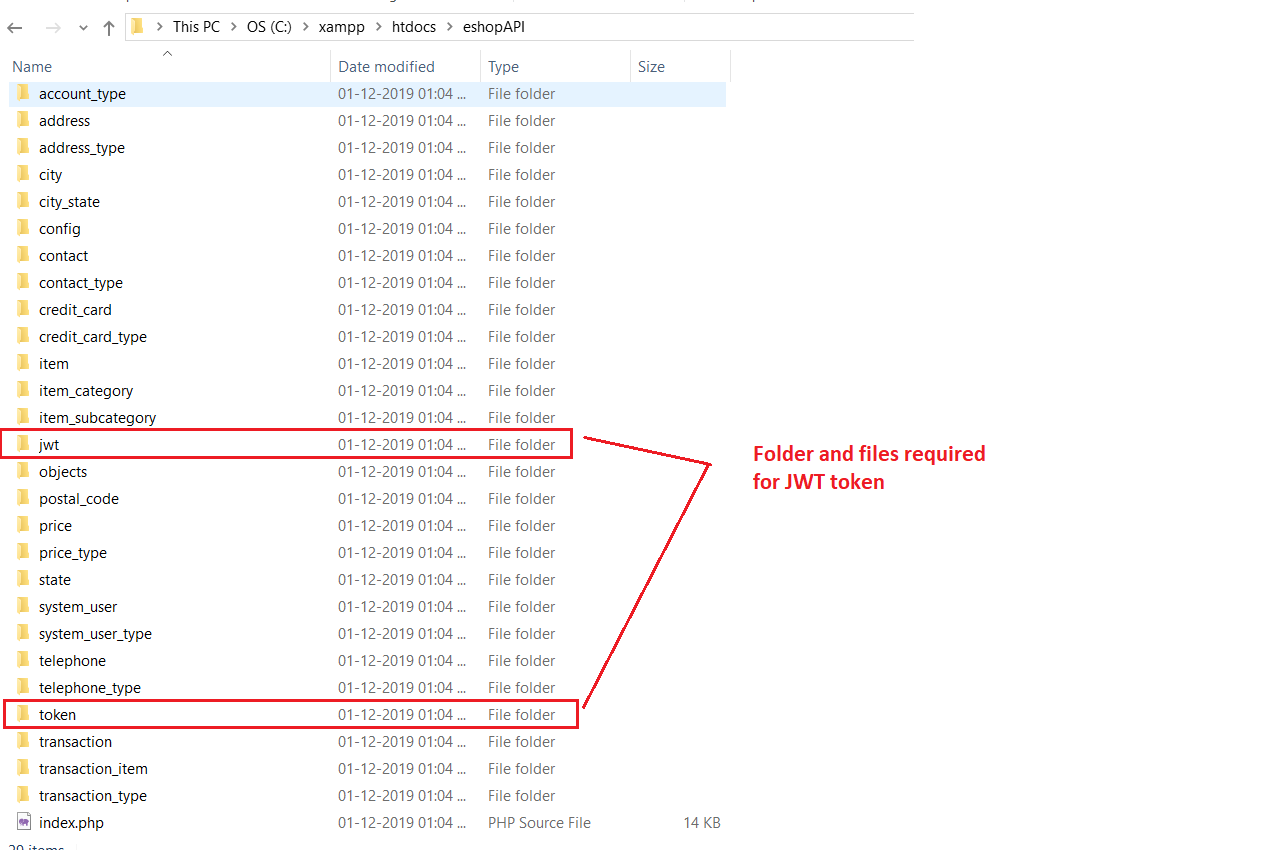 This PC > OS (C:) > xampp > htdocs > eshopAPI
Name Date modified Type Size
account_type 01-12-2019 01:04 ... File folder
address 01-12-2019 01:04 ... File folder
address_type 01-12-2019 01:04 ... File folder
city 01-12-2019 01:04 ... File folder
city_state 01-12-2019 01:04 ... File folder
config 01-12-2019 01:04 ... File folder
contact 01-12-2019 01:04 ... File folder
contact_type 01-12-2019 01:04 ... File folder
credit_card 01-12-2019 01:04 ... File folder
credit_card_type 01-12-2019 01:04 ... File folder
item 01-12-2019 01:04 ... File folder
item_category 01-12-2019 01:04 ... File folder
item_subcategory 01-12-2019 01:04 ... File folder
jwt 01-12-2019 01:04 ... File folder
objects 01-12-2019 01:04 ... File folder
postal_code 01-12-2019 01:04 ... File folder
price 01-12-2019 01:04 ... File folder
price_type 01-12-2019 01:04 ... File folder
state 01-12-2019 01:04 ... File folder
system_user 01-12-2019 01:04 ... File folder
system_user_type 01-12-2019 01:04 ... File folder
telephone 01-12-2019 01:04 ... File folder
telephone_type 01-12-2019 01:04 ... File folder
token 01-12-2019 01:04 ... File folder
transaction 01-12-2019 01:04 ... File folder
transaction_item 01-12-2019 01:04 ... File folder
transaction_type 01-12-2019 01:04 ... File folder
index.php 01-12-2019 01:04 ... PHP Source File 14 KB
Folder and files required
for JWT token